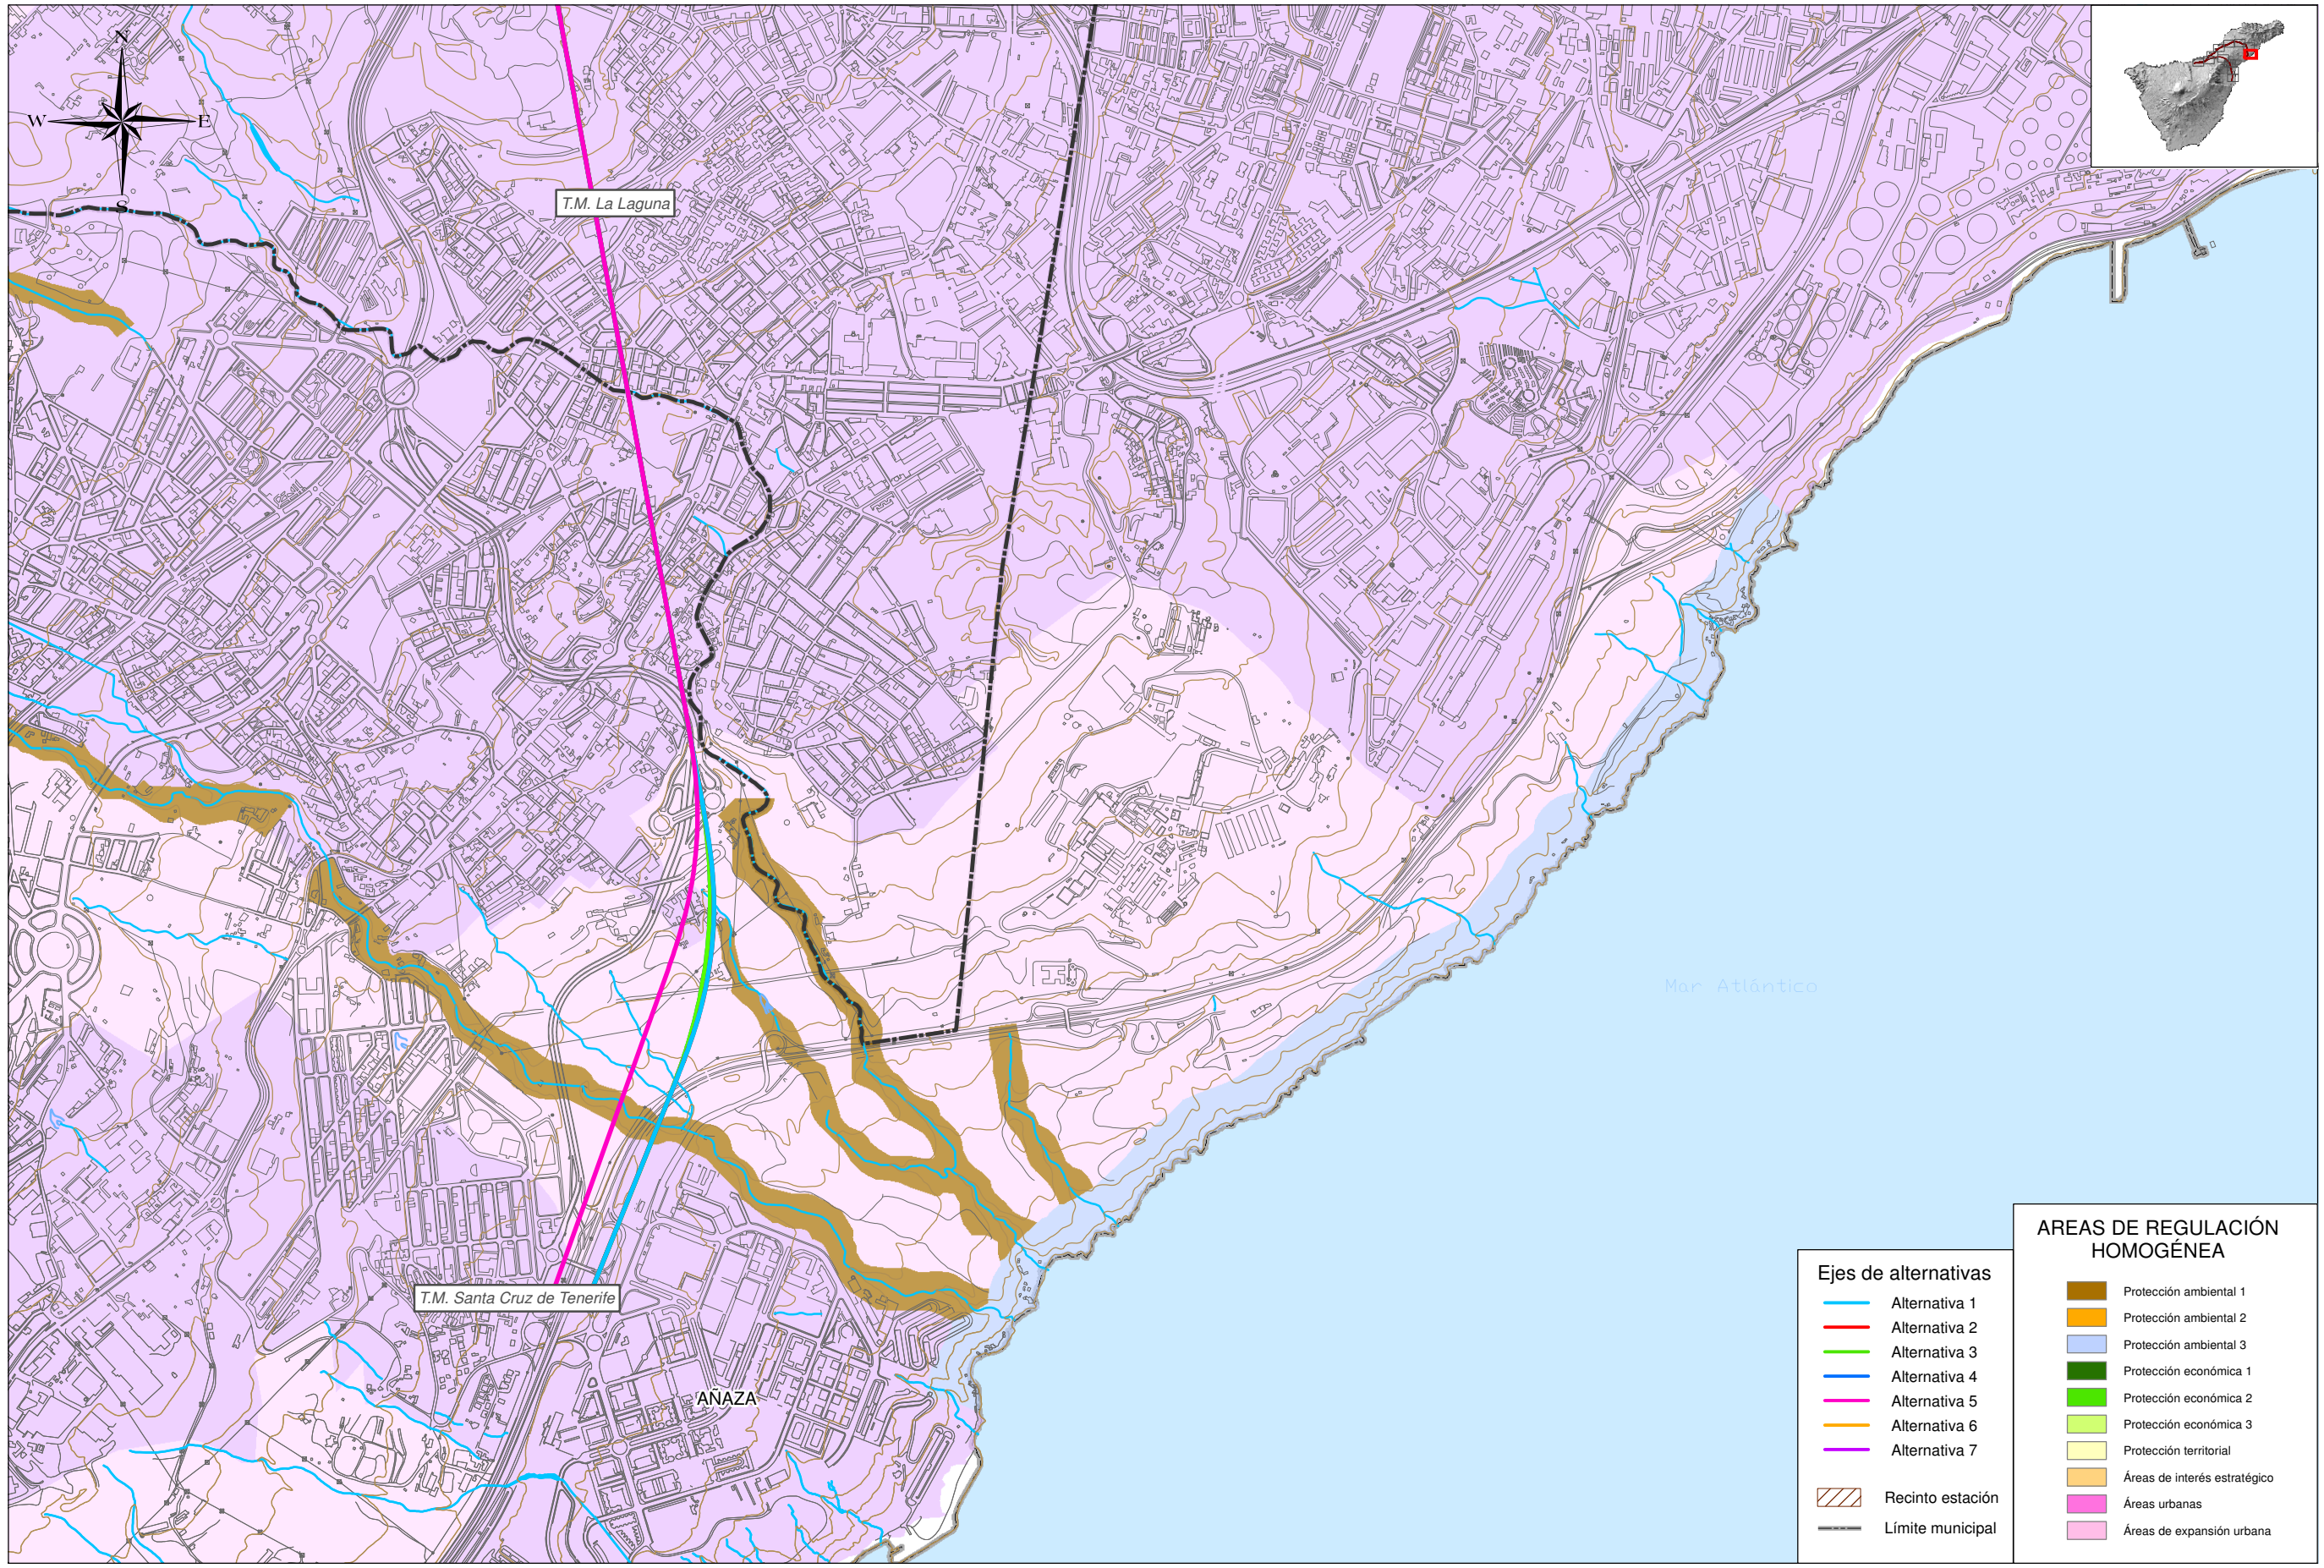 N
W
E
S
T.M. La Laguna
Mar Atlántico
T.M. Santa Cruz de Tenerife
AÑAZA
Ejes de alternativas
Alternativa 1
Alternativa 2
Alternativa 3
Alternativa 4
Alternativa 5
Alternativa 6
Alternativa 7
Recinto estación
Límite municipal
AREAS DE REGULACIÓN
HOMOGÉNEA
Protección ambiental 1
Protección ambiental 2
Protección ambiental 3
Protección económica 1
Protección económica 2
Protección económica 3
Protección territorial
Áreas de interés estratégico
Áreas urbanas
Áreas de expansión urbana